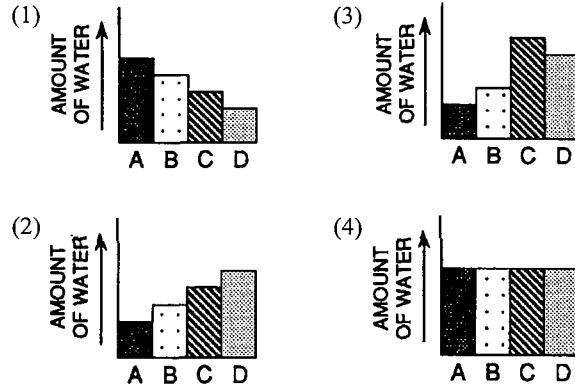 (1)
AMOUNT
OF WATER
A B C D
(3)
AMOUNT
OF WATER
A B C D
(2)
AMOUNT
OF WATER
A B C D
(4)
AMOUNT
OF WATER
A B C D